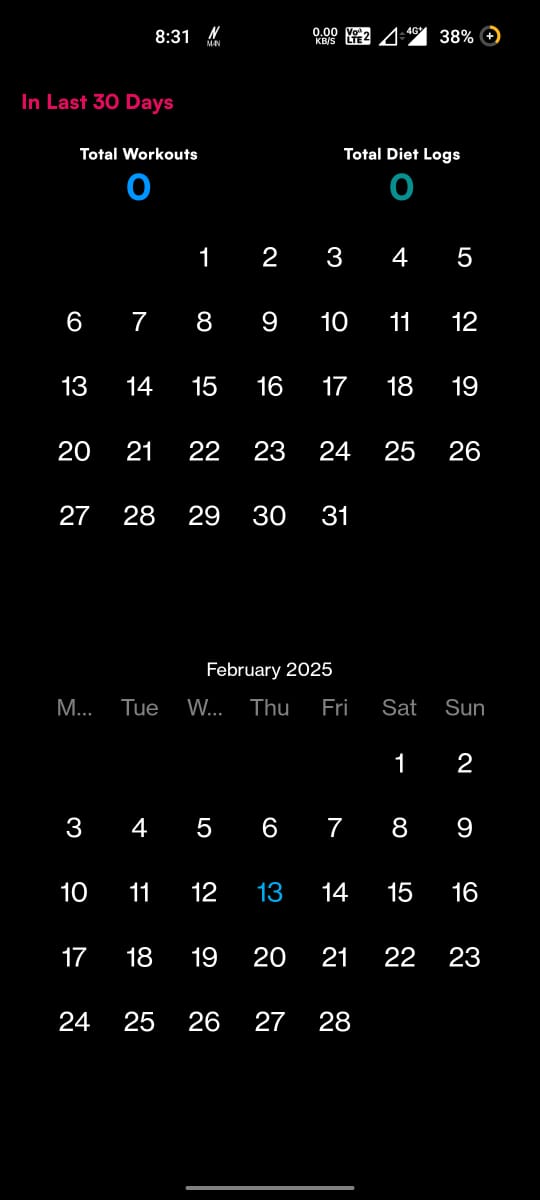 8:31 N MAN 0.00 KB/S Vo LTE 2 4G+ 38%
In Last 30 Days
Total Workouts Total Diet Logs
0 0
1 2 3 4 5
6 7 8 9 10 11 12
13 14 15 16 17 18 19
20 21 22 23 24 25 26
27 28 29 30 31
February 2025
M... Tue W... Thu Fri Sat Sun
1 2
3 4 5 6 7 8 9
10 11 12 13 14 15 16
17 18 19 20 21 22 23
24 25 26 27 28